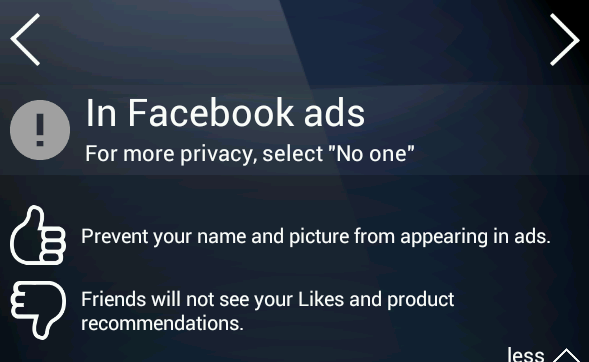 In Facebook ads
For more privacy, select "No one"
Prevent your name and picture from appearing in ads.
Friends will not see your Likes and product
recommendations.
less